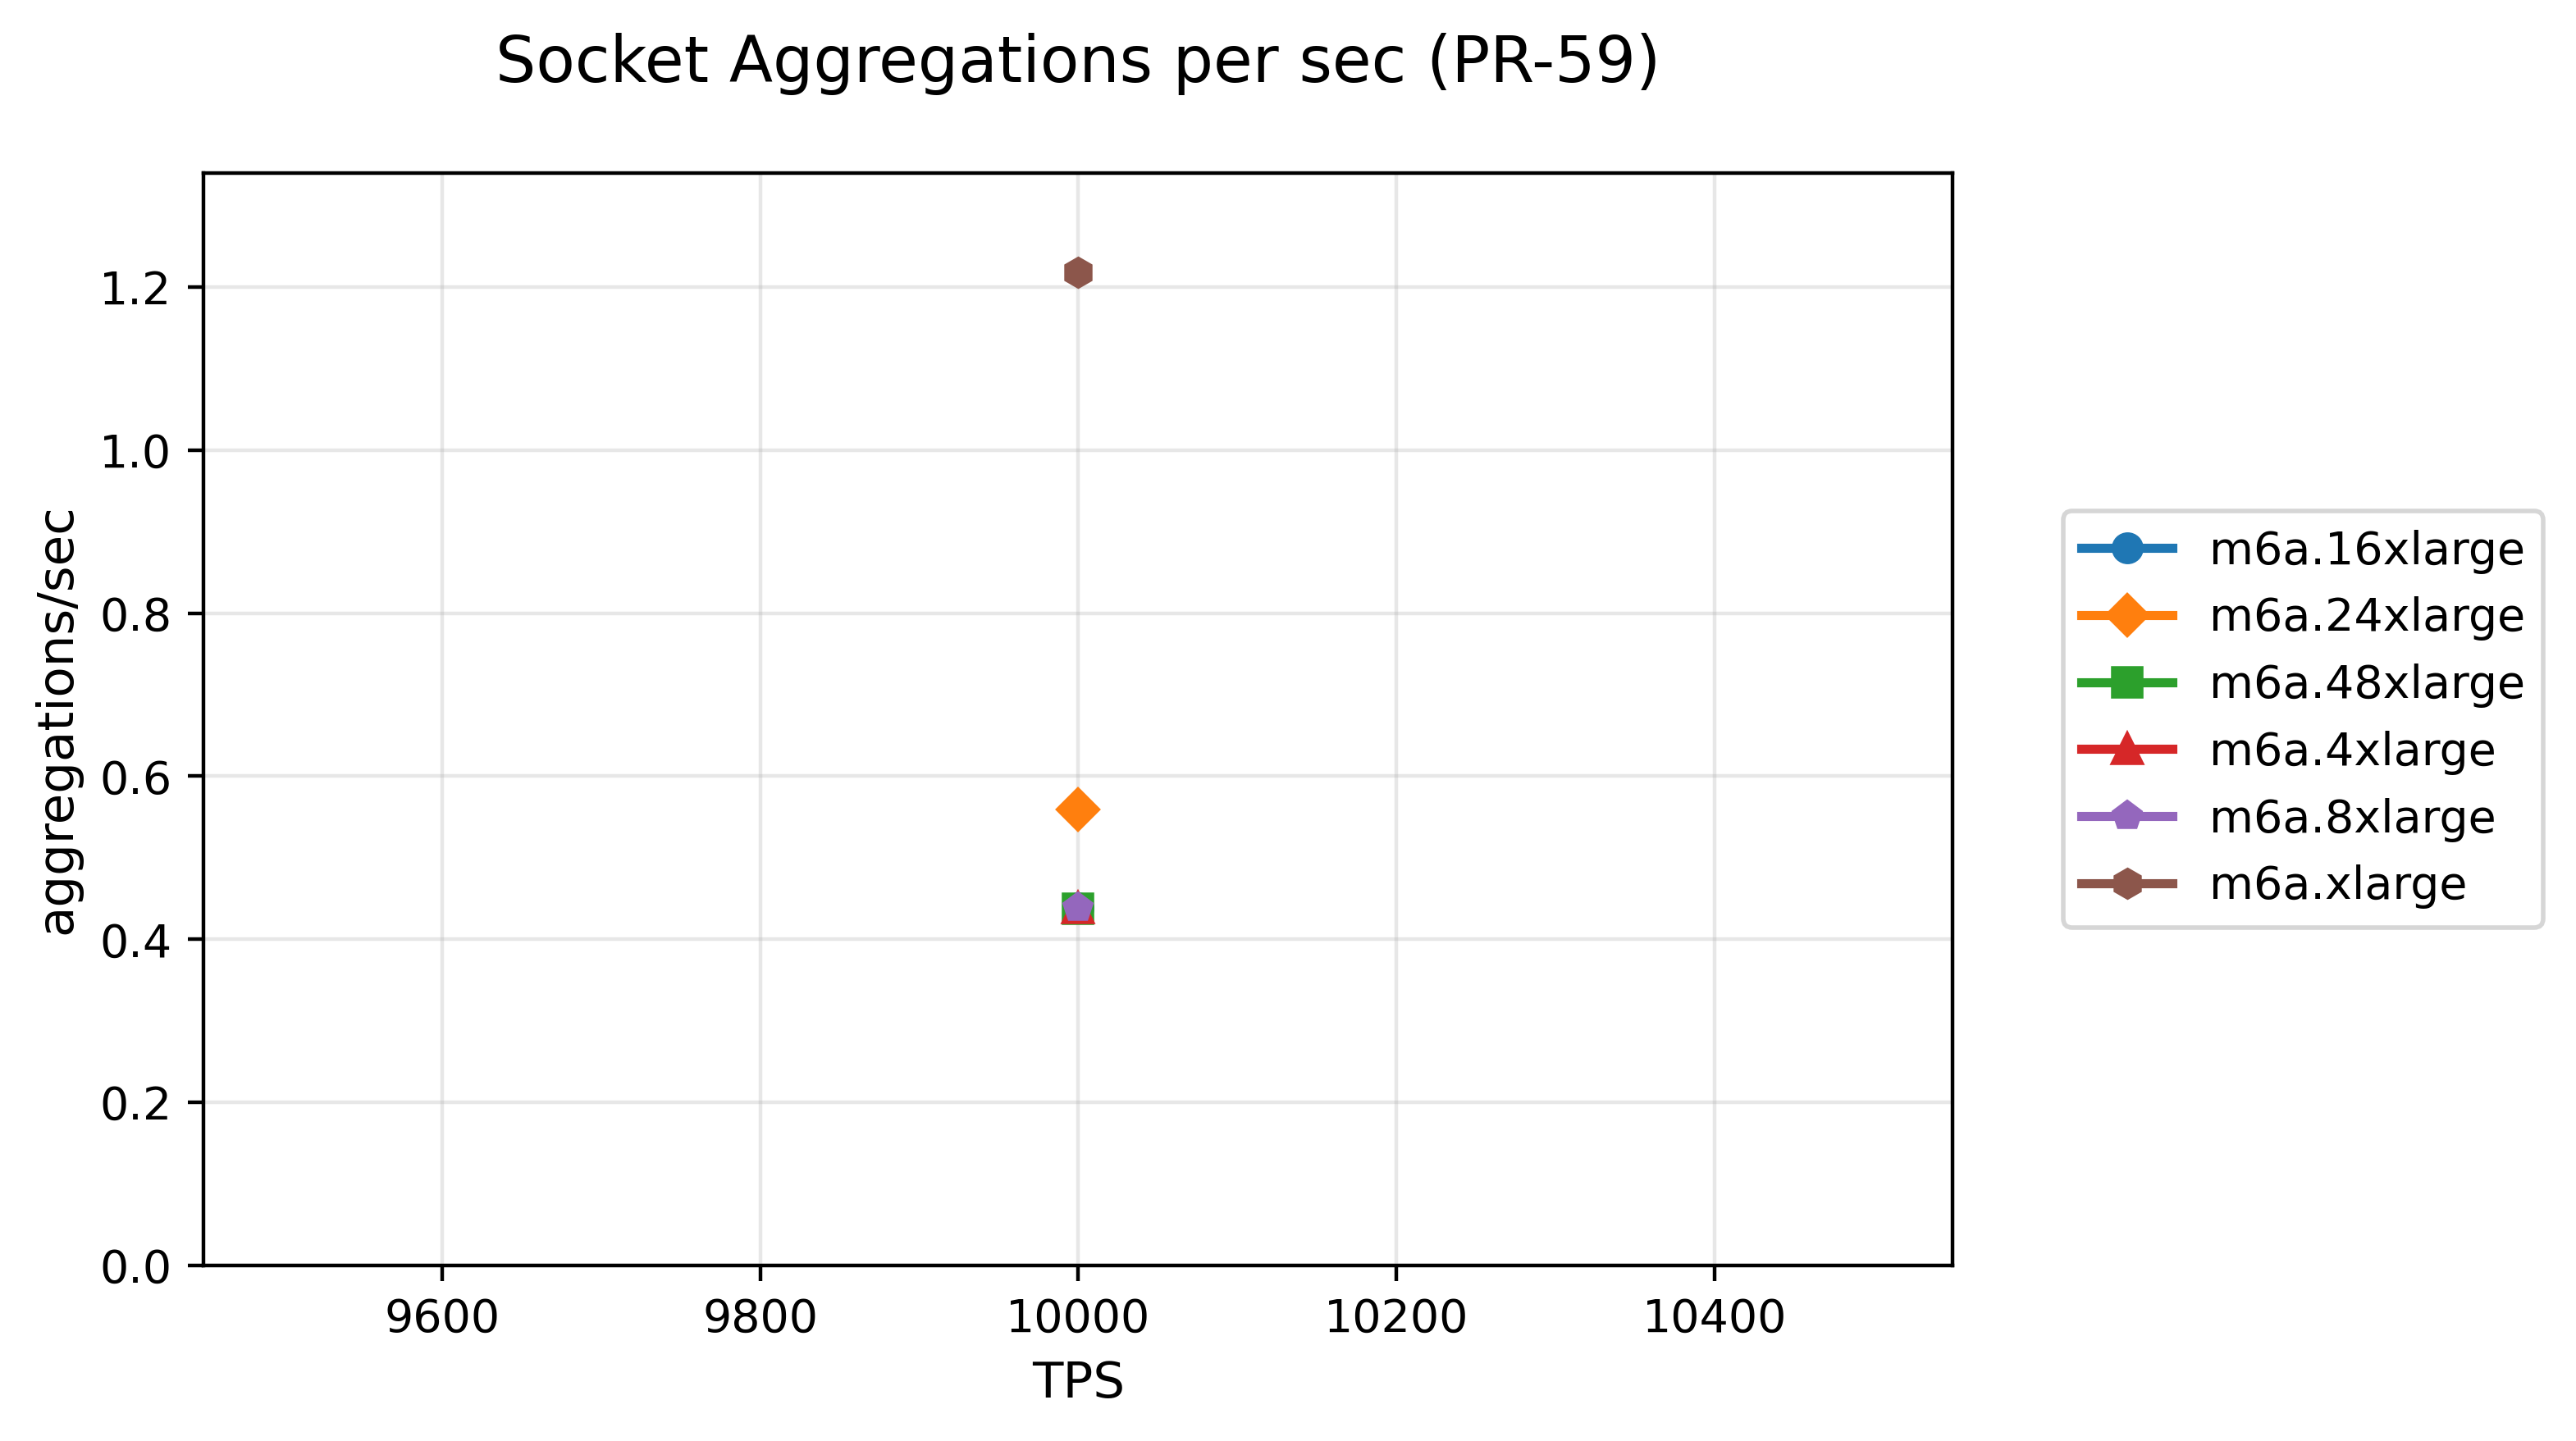 Socket Aggregations per sec (PR-59)
aggregations/sec
1.2
1.0
0.8
0.6
0.4
0.2
0.0
9600 9800 10000 10200 10400
TPS
m6a.16xlarge
m6a.24xlarge
m6a.48xlarge
m6a.4xlarge
m6a.8xlarge
m6a.xlarge